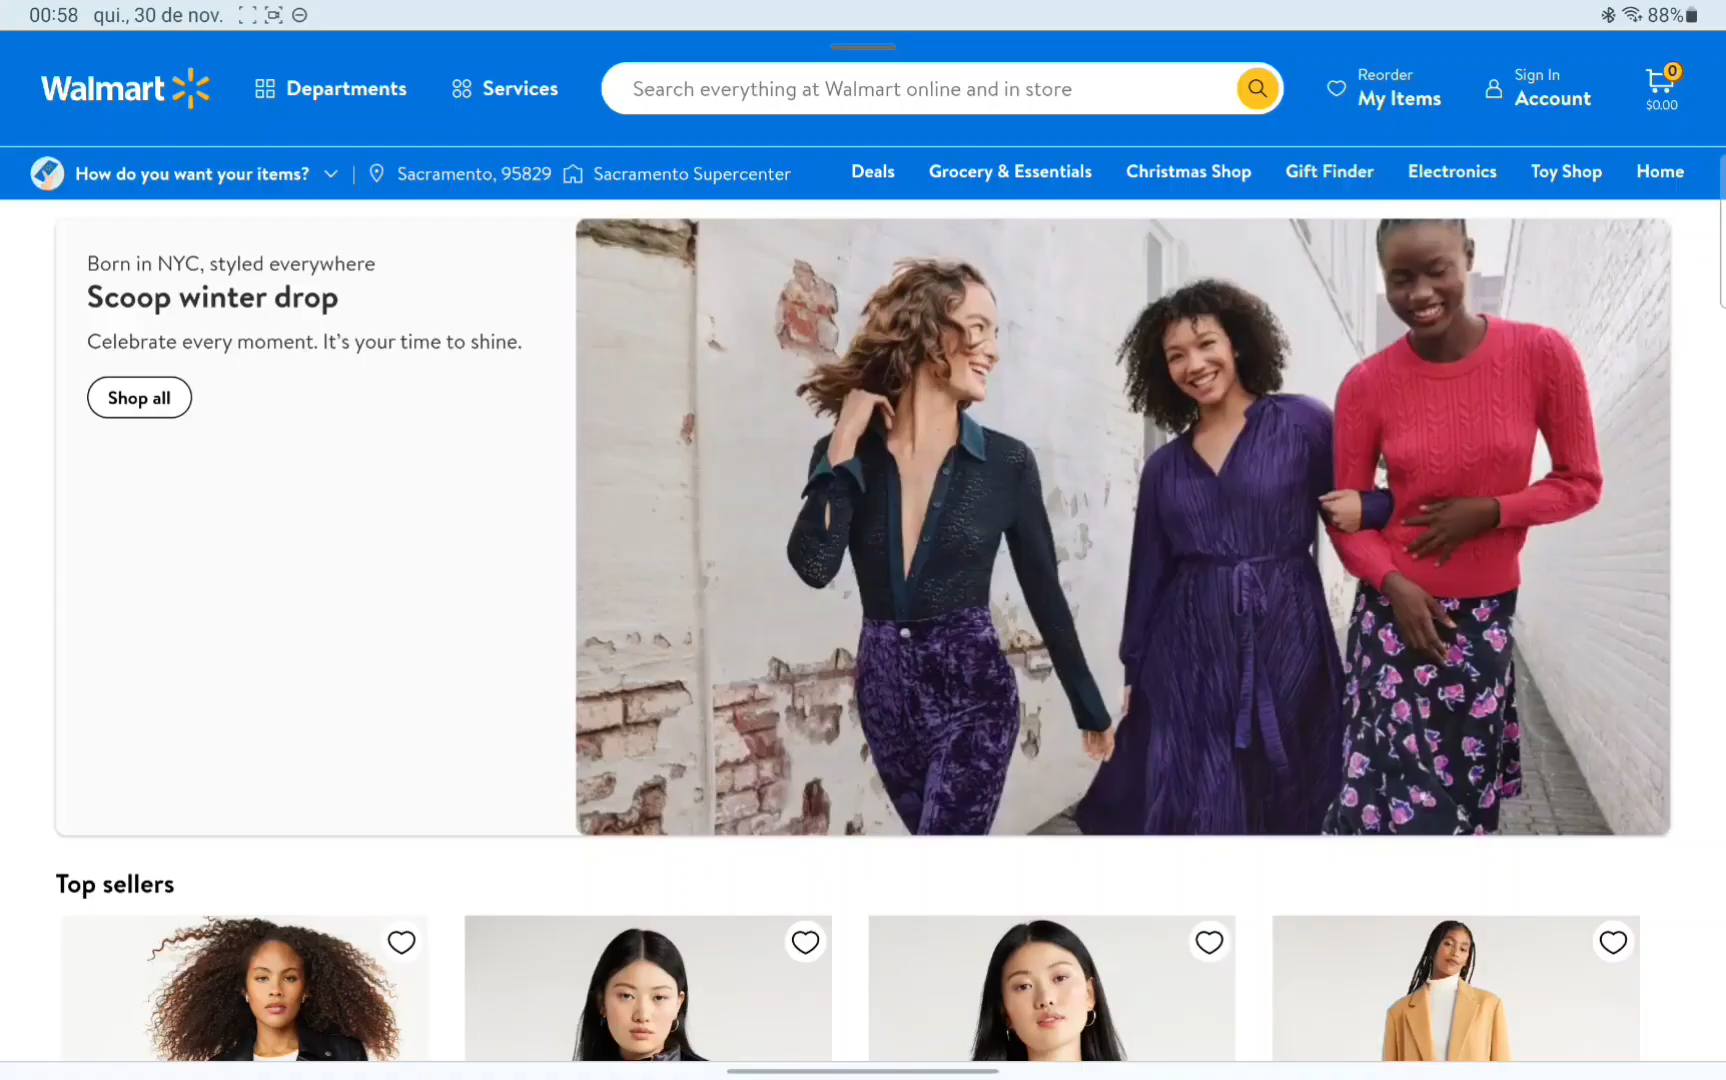 00:58 qui., 30 de nov. 88%
Walmart Departments Services Search everything at Walmart online and in store Reorder My Items Sign In Account 0 $0.00
How do you want your items? | Sacramento, 95829 Sacramento Supercenter Deals Grocery & Essentials Christmas Shop Gift Finder Electronics Toy Shop Home
Born in NYC, styled everywhere
Scoop winter drop
Celebrate every moment. It's your time to shine.
Shop all
Top sellers